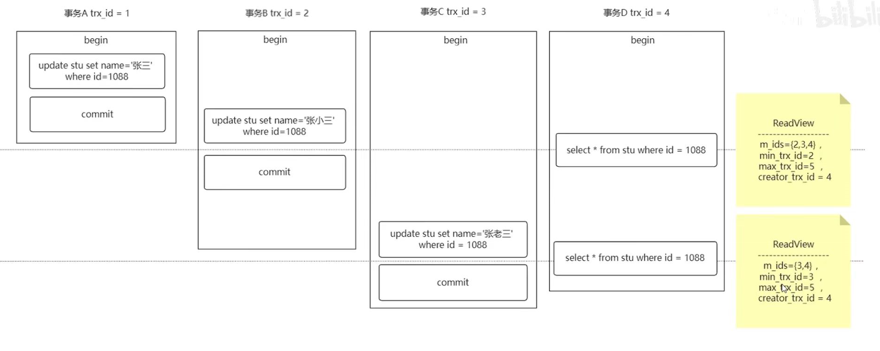 事务A trx_id = 1
begin
update stu set name='张三'
where id=1088
commit
事务B trx_id = 2
begin
update stu set name='张小三'
where id=1088
commit
事务C trx_id = 3
begin
update stu set name='张老三'
where id = 1088
commit
事务D trx_id = 4
begin
select * from stu where id = 1088
select * from stu where id = 1088
bilibili
ReadView
--------------------
m_ids={2,3,4} ,
min_trx_id=2 ,
max_trx_id=5 ,
creator_trx_id = 4
ReadView
--------------------
m_ids={3,4} ,
min_trx_id=3 ,
max_trx_id=5 ,
creator_trx_id = 4